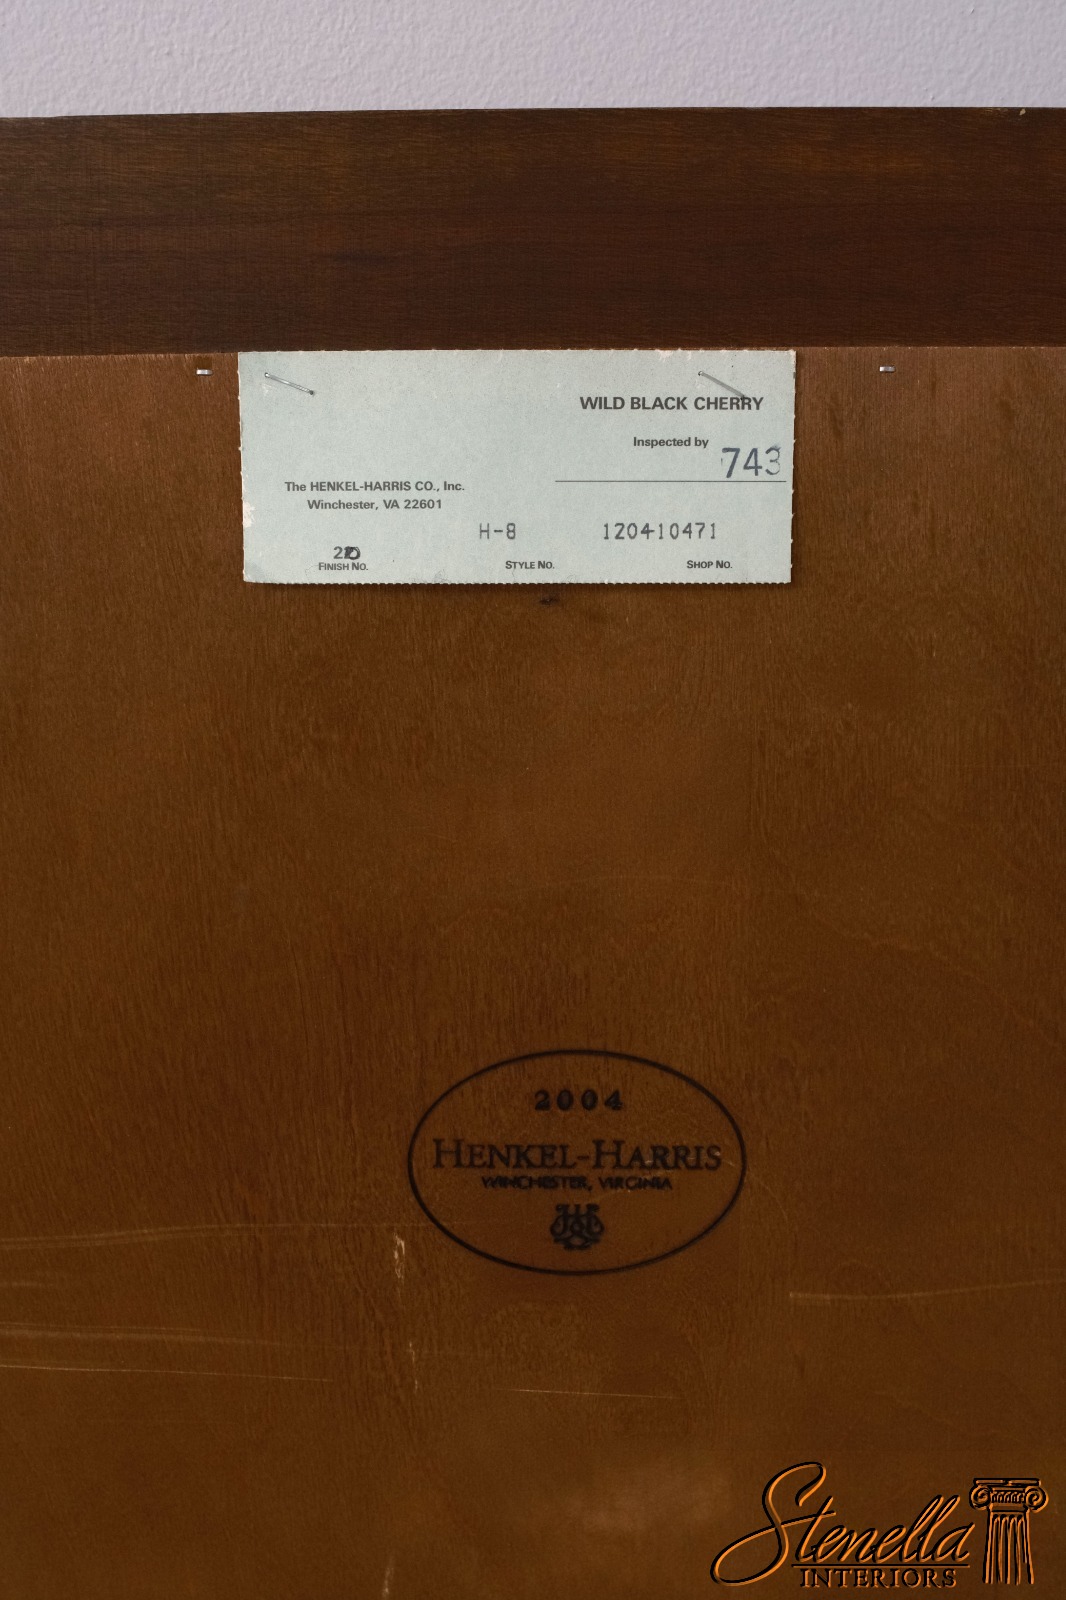 WILD BLACK CHERRY
Inspected by 743
The HENKEL-HARRIS CO., Inc.
Winchester, VA 22601
H-8 120410471
FINISH NO. STYLE NO. SHOP NO.
2004
HENKEL-HARRIS
WINCHESTER, VIRGINIA
Stenella
INTERIORS